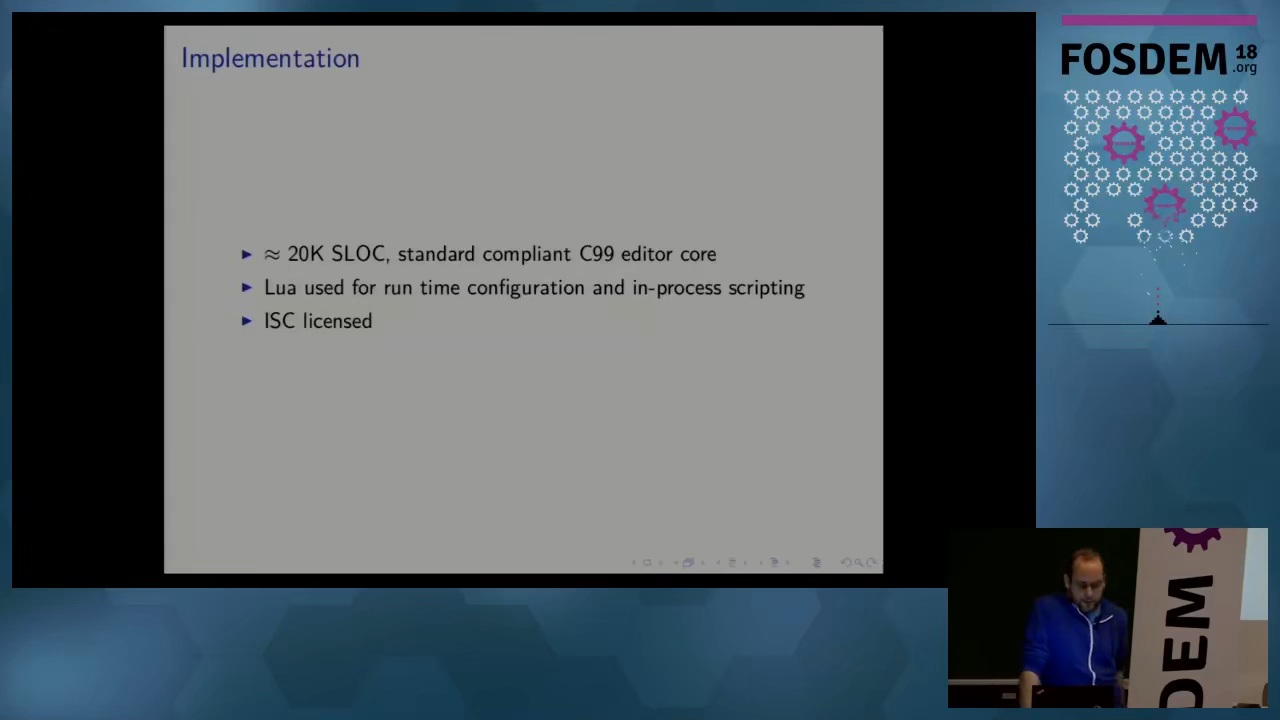 Implementation
≈ 20K SLOC, standard compliant C99 editor core
Lua used for run time configuration and in-process scripting
ISC licensed
FOSDEM 18
.org
DEM